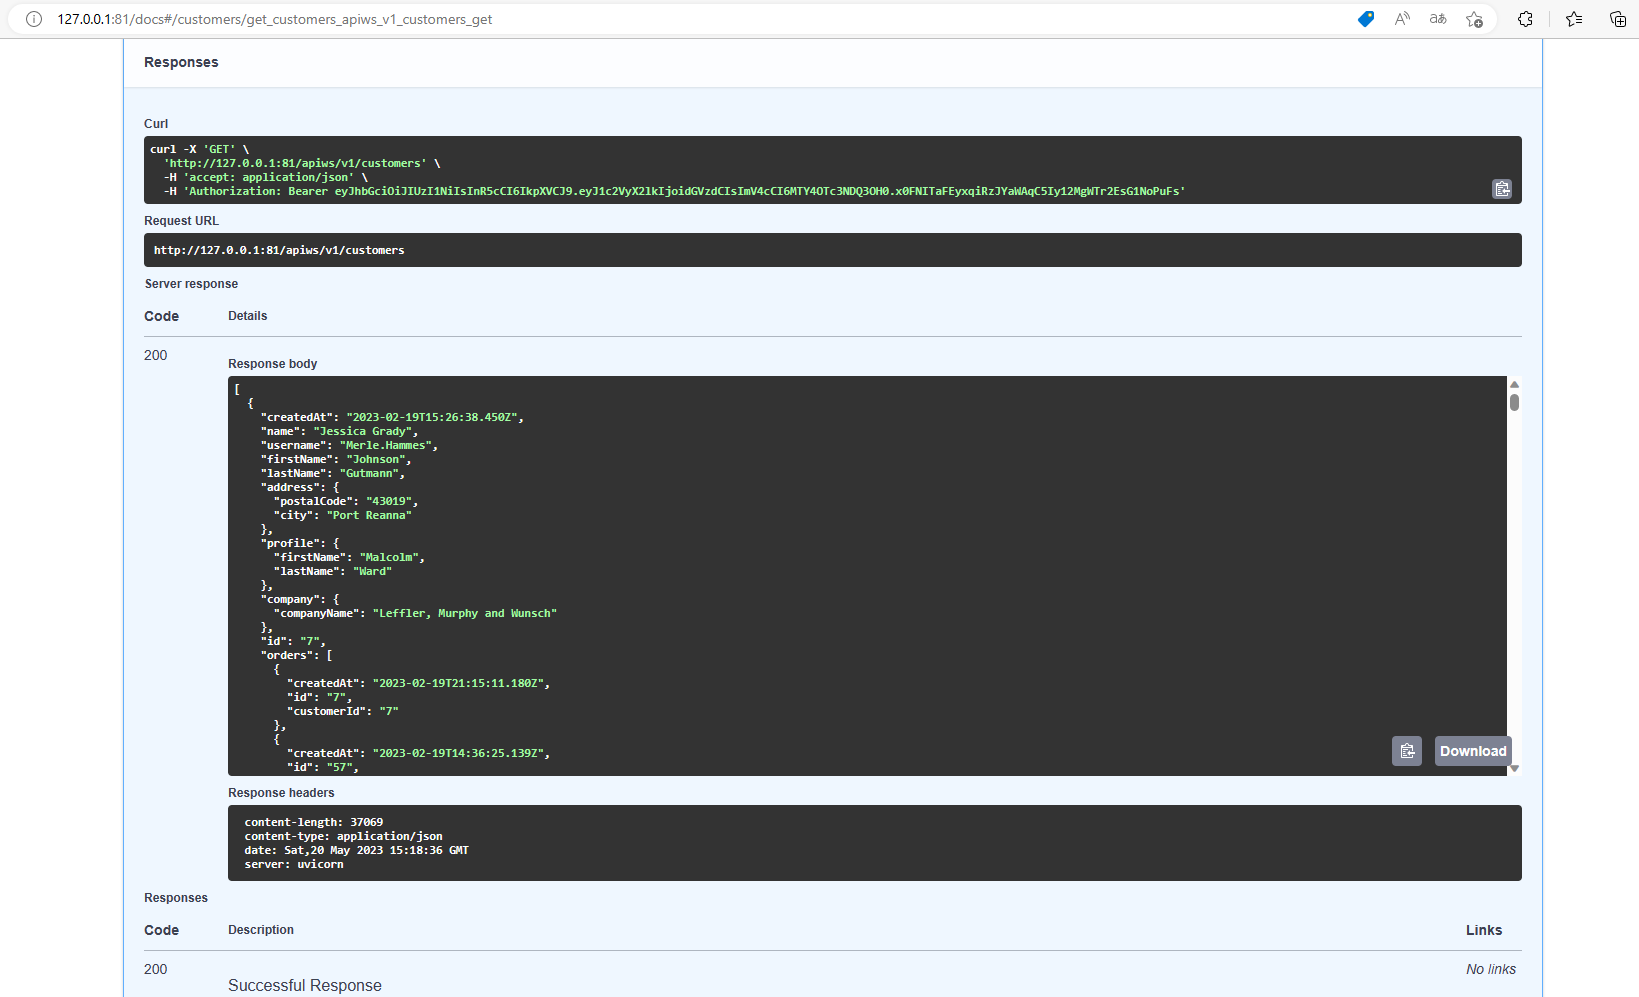 127.0.0.1:81/docs#/customers/get_customers_apiws_v1_customers_get
Responses
Curl
curl -X 'GET' \
  'http://127.0.0.1:81/apiws/v1/customers' \
  -H 'accept: application/json' \
  -H 'Authorization: Bearer eyJhbGciOiJIUzI1NiIsInR5cCI6IkpXVCJ9.eyJ1c2VyX2lkIjoidGVzdCIsImV4cCI6MTY4OTc3NDQ3OH0.x0FNITaFEyxqiRzJYaWAqC5Iy12MgWTr2EsG1NoPuFs'
Request URL
http://127.0.0.1:81/apiws/v1/customers
Server response
Code Details
200
Response body
[
  {
    "createdAt": "2023-02-19T15:26:38.450Z",
    "name": "Jessica Grady",
    "username": "Merle.Hammes",
    "firstName": "Johnson",
    "lastName": "Gutmann",
    "address": {
      "postalCode": "43019",
      "city": "Port Reanna"
    },
    "profile": {
      "firstName": "Malcolm",
      "lastName": "Ward"
    },
    "company": {
      "companyName": "Leffler, Murphy and Wunsch"
    },
    "id": "7",
    "orders": [
      {
        "createdAt": "2023-02-19T21:15:11.180Z",
        "id": "7",
        "customerId": "7"
      },
      {
        "createdAt": "2023-02-19T14:36:25.139Z",
        "id": "57",
Download
Response headers
content-length: 37069
content-type: application/json
date: Sat,20 May 2023 15:18:36 GMT
server: uvicorn
Responses
Code Description Links
200 No links
Successful Response